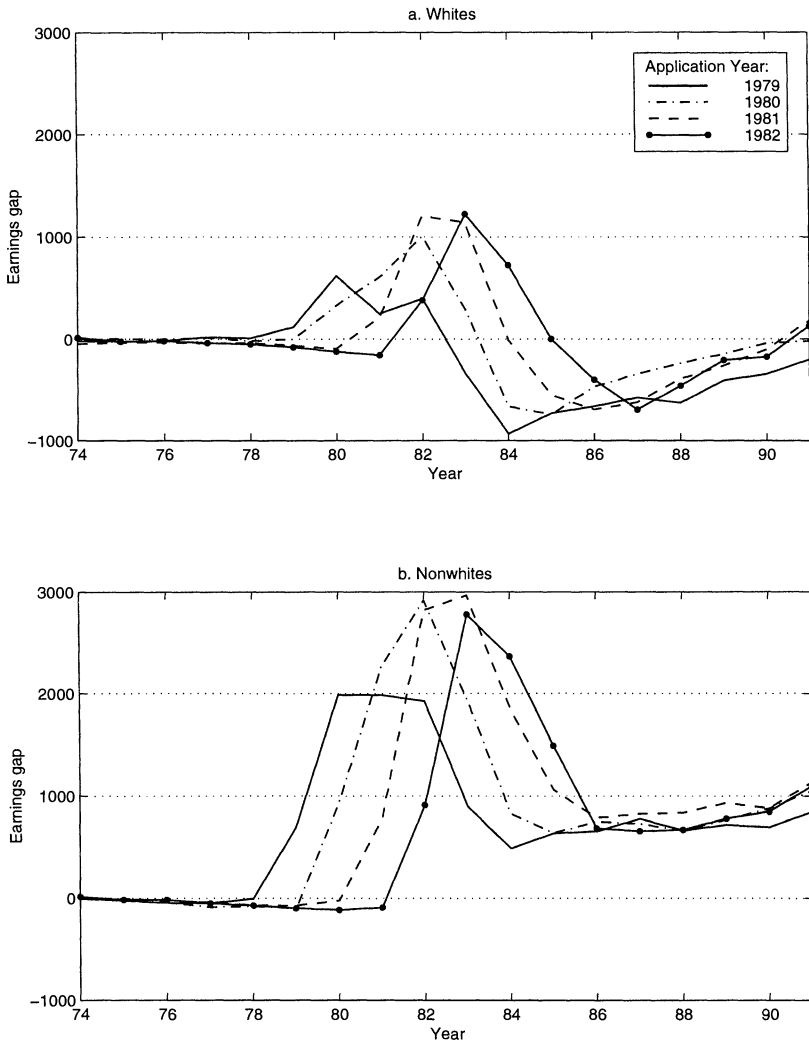 a. Whites
3000
2000
1000
0
−1000
Earnings gap
Application Year:
1979
1980
1981
1982
74 76 78 80 82 84 86 88 90
Year
b. Nonwhites
3000
2000
1000
0
−1000
Earnings gap
74 76 78 80 82 84 86 88 90
Year